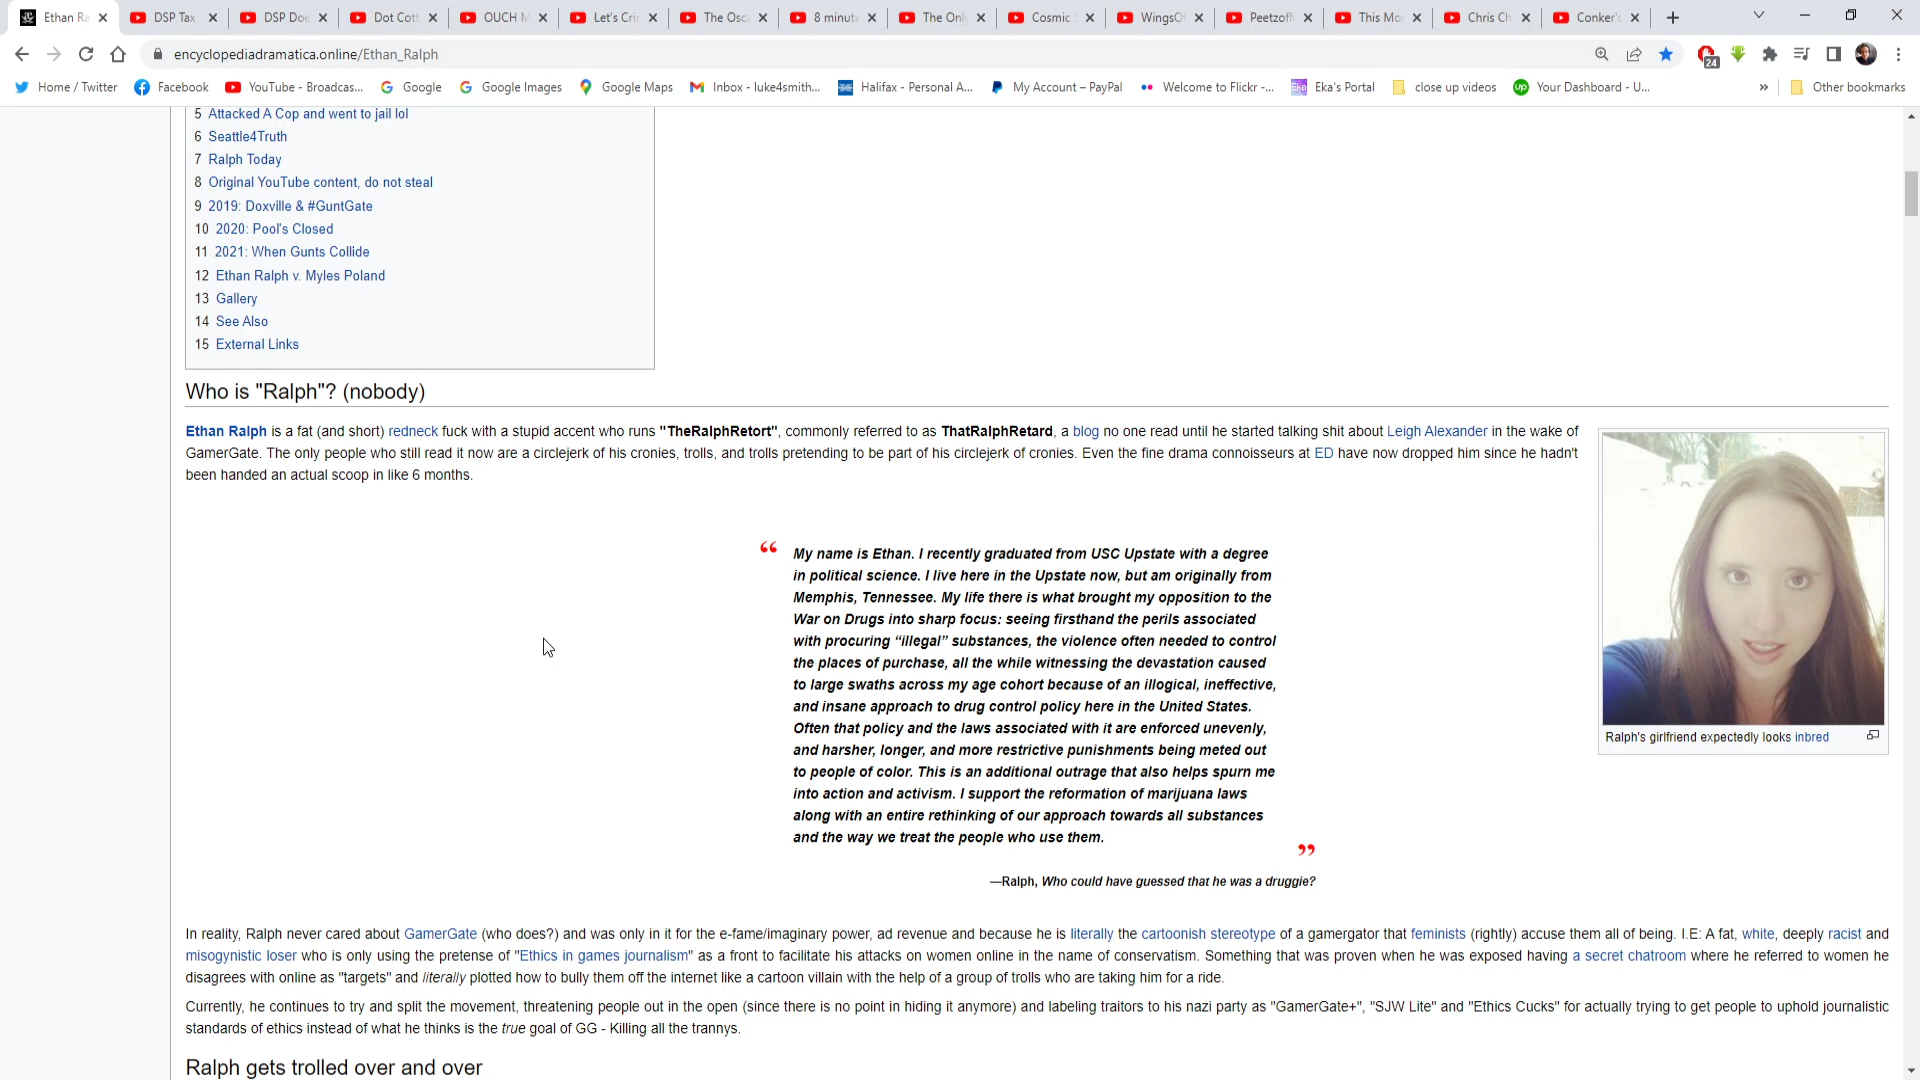 Ethan Ra
DSP Tax
DSP Doe
Dot Cott
OUCH M
Let's Cri
The Osca
8 minute
The Onl
Cosmic
WingsO
Peetzof
This Mo
Chris Ch
Conker's
encyclopediadramatica.online/Ethan_Ralph
24
Home / Twitter
Facebook
YouTube - Broadcas...
Google
Google Images
Google Maps
Inbox - luke4smith...
Halifax - Personal A...
My Account – PayPal
Welcome to Flickr -...
Eka's Portal
close up videos
Your Dashboard - U...
»
Other bookmarks
5 Attacked A Cop and went to jail lol
6 Seattle4Truth
7 Ralph Today
8 Original YouTube content, do not steal
9 2019: Doxville & #GuntGate
10 2020: Pool's Closed
11 2021: When Gunts Collide
12 Ethan Ralph v. Myles Poland
13 Gallery
14 See Also
15 External Links
Who is "Ralph"? (nobody)
Ethan Ralph is a fat (and short) redneck fuck with a stupid accent who runs "TheRalphRetort", commonly referred to as ThatRalphRetard, a blog no one read until he started talking shit about Leigh Alexander in the wake of
GamerGate. The only people who still read it now are a circlejerk of his cronies, trolls, and trolls pretending to be part of his circlejerk of cronies. Even the fine drama connoisseurs at ED have now dropped him since he hadn't
been handed an actual scoop in like 6 months.
“ My name is Ethan. I recently graduated from USC Upstate with a degree
in political science. I live here in the Upstate now, but am originally from
Memphis, Tennessee. My life there is what brought my opposition to the
War on Drugs into sharp focus: seeing firsthand the perils associated
with procuring “illegal” substances, the violence often needed to control
the places of purchase, all the while witnessing the devastation caused
to large swaths across my age cohort because of an illogical, ineffective,
and insane approach to drug control policy here in the United States.
Often that policy and the laws associated with it are enforced unevenly,
and harsher, longer, and more restrictive punishments being meted out
to people of color. This is an additional outrage that also helps spurn me
into action and activism. I support the reformation of marijuana laws
along with an entire rethinking of our approach towards all substances
and the way we treat the people who use them. ”
—Ralph, Who could have guessed that he was a druggie?
Ralph's girlfriend expectedly looks inbred
In reality, Ralph never cared about GamerGate (who does?) and was only in it for the e-fame/imaginary power, ad revenue and because he is literally the cartoonish stereotype of a gamergator that feminists (rightly) accuse them all of being. I.E: A fat, white, deeply racist and
misogynistic loser who is only using the pretense of "Ethics in games journalism" as a front to facilitate his attacks on women online in the name of conservatism. Something that was proven when he was exposed having a secret chatroom where he referred to women he
disagrees with online as "targets" and literally plotted how to bully them off the internet like a cartoon villain with the help of a group of trolls who are taking him for a ride.
Currently, he continues to try and split the movement, threatening people out in the open (since there is no point in hiding it anymore) and labeling traitors to his nazi party as "GamerGate+", "SJW Lite" and "Ethics Cucks" for actually trying to get people to uphold journalistic
standards of ethics instead of what he thinks is the true goal of GG - Killing all the trannys.
Ralph gets trolled over and over